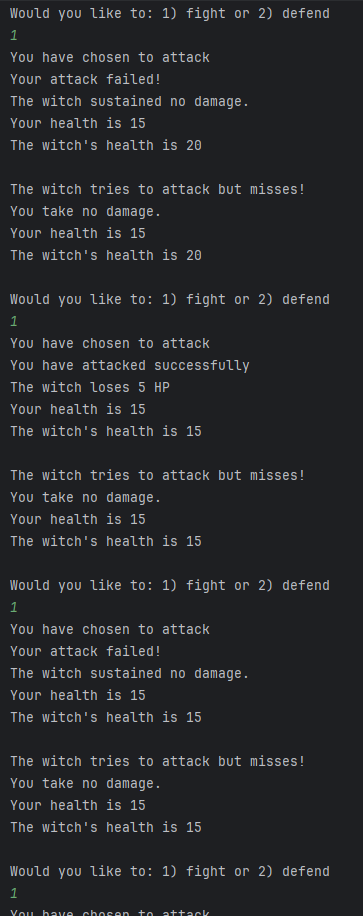 Would you like to: 1) fight or 2) defend
1
You have chosen to attack
Your attack failed!
The witch sustained no damage.
Your health is 15
The witch's health is 20
The witch tries to attack but misses!
You take no damage.
Your health is 15
The witch's health is 20
Would you like to: 1) fight or 2) defend
1
You have chosen to attack
You have attacked successfully
The witch loses 5 HP
Your health is 15
The witch's health is 15
The witch tries to attack but misses!
You take no damage.
Your health is 15
The witch's health is 15
Would you like to: 1) fight or 2) defend
1
You have chosen to attack
Your attack failed!
The witch sustained no damage.
Your health is 15
The witch's health is 15
The witch tries to attack but misses!
You take no damage.
Your health is 15
The witch's health is 15
Would you like to: 1) fight or 2) defend
1
You have chosen to attack